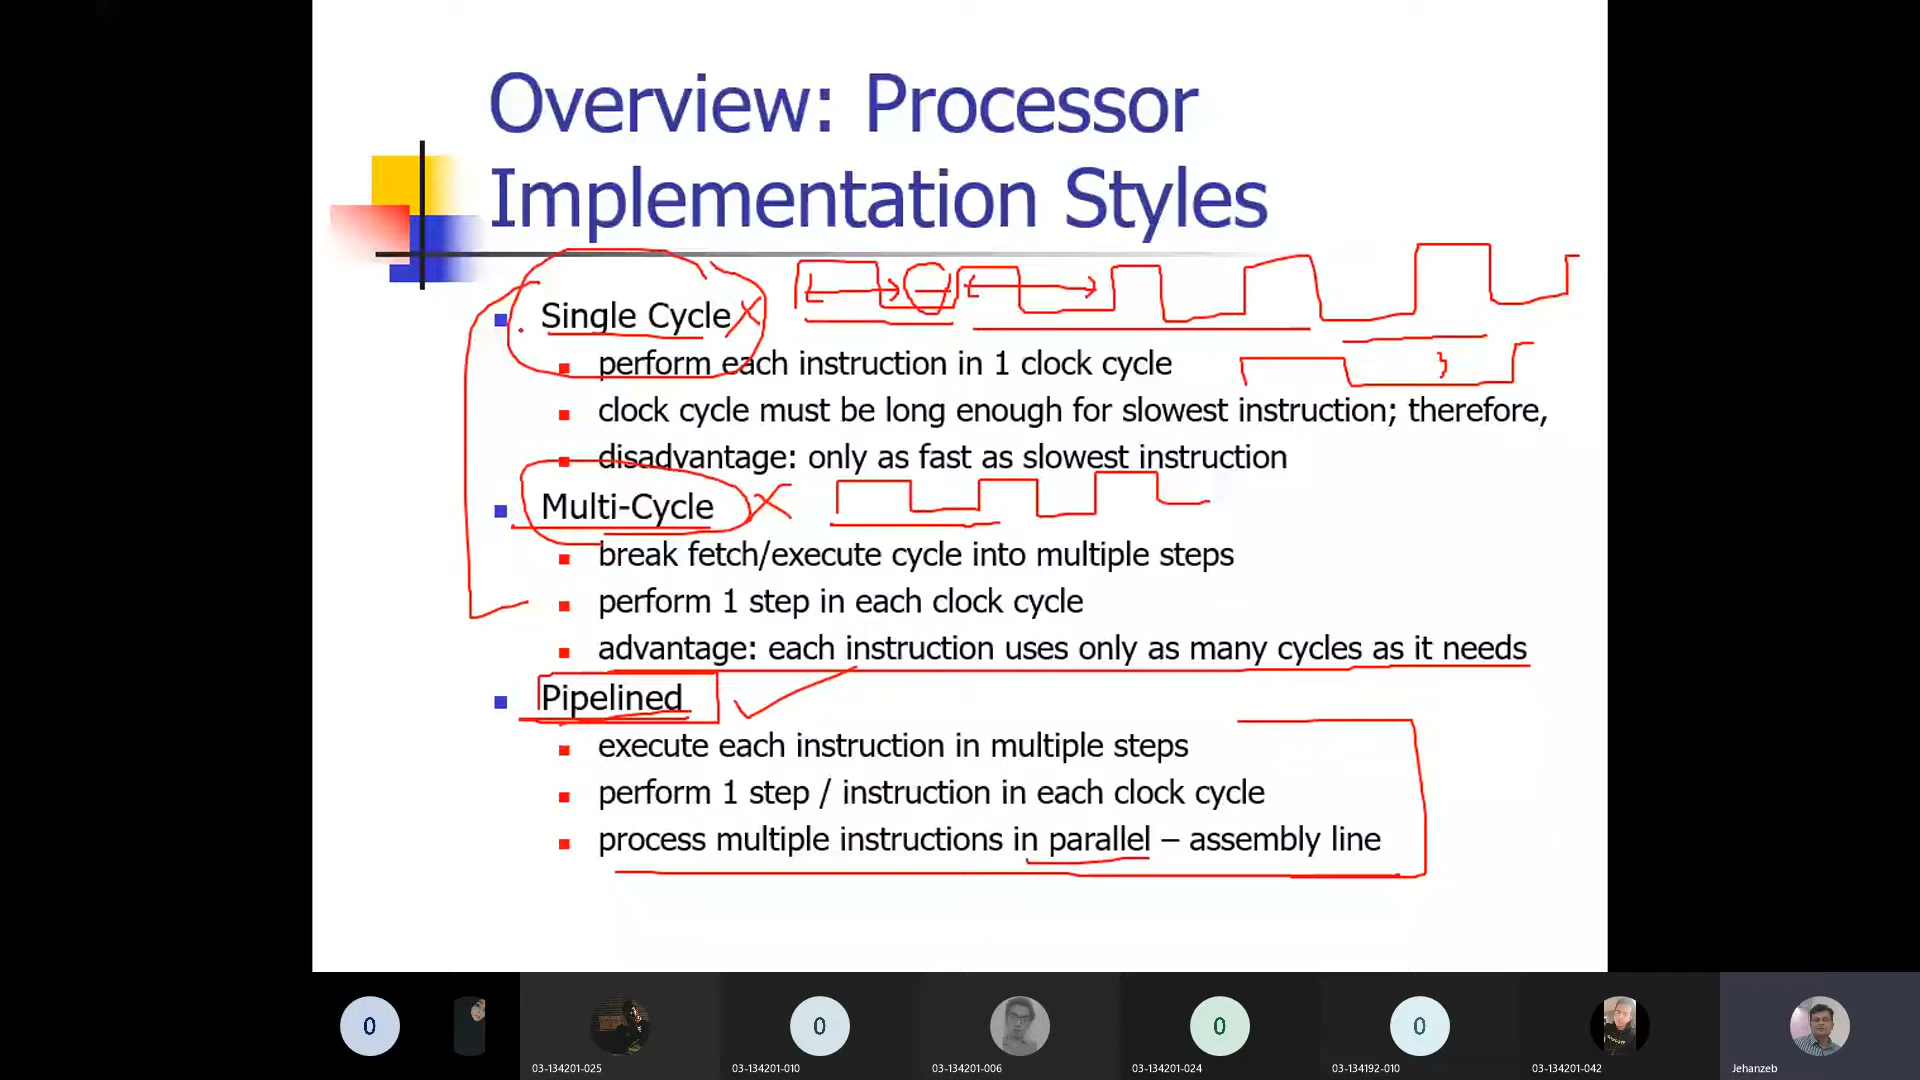 Overview: Processor
Implementation Styles
Single Cycle
perform each instruction in 1 clock cycle
clock cycle must be long enough for slowest instruction; therefore,
disadvantage: only as fast as slowest instruction
Multi-Cycle
break fetch/execute cycle into multiple steps
perform 1 step in each clock cycle
advantage: each instruction uses only as many cycles as it needs
Pipelined
execute each instruction in multiple steps
perform 1 step / instruction in each clock cycle
process multiple instructions in parallel – assembly line
0 0 0 0
03-134201-025 03-134201-010 03-134201-006 03-134201-024 03-134192-010 03-134201-042 Jehanzeb